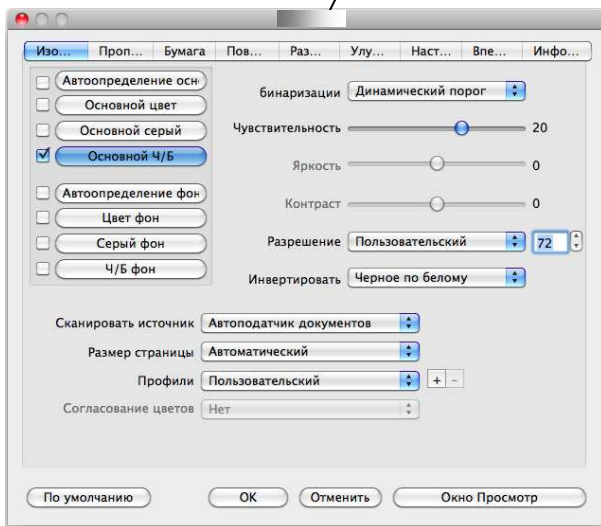 Изо... Проп... Бумага Пов... Раз... Улу... Наст... Впе... Инфо...
Автоопределение осн
Основной цвет
Основной серый
Основной Ч/Б
Автоопределение фон
Цвет фон
Серый фон
Ч/Б фон
бинаризации Динамический порог
Чувствительность 20
Яркость 0
Контраст 0
Разрешение Пользовательский 72
Инвертировать Черное по белому
Сканировать источник Автоподатчик документов
Размер страницы Автоматический
Профили Пользовательский + -
Согласование цветов Нет
По умолчанию OK Отменить Окно Просмотр